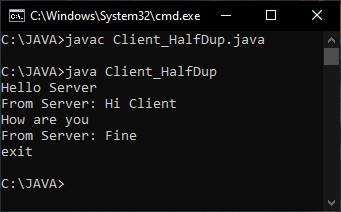 C:\Windows\System32\cmd.exe
C:\JAVA>javac Client_HalfDup.java
C:\JAVA>java Client_HalfDup
Hello Server
From Server: Hi Client
How are you
From Server: Fine
exit
C:\JAVA>